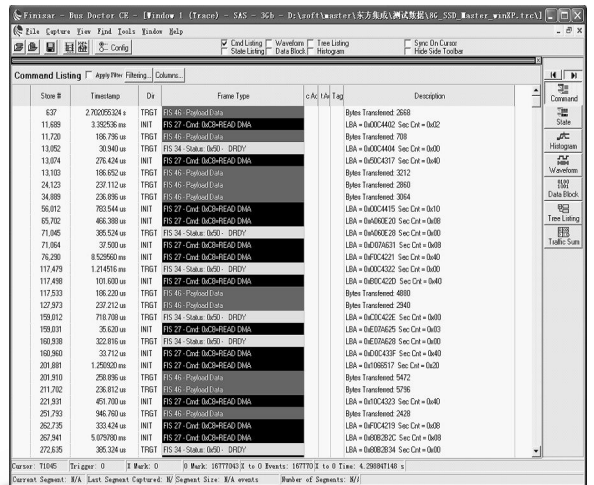 Finisar - Bus Doctor CE - [Window 1 (Trace) - SAS - 3Gb - D:\soft\master\东方集成\测试数据\8G_SSD_Master_winXP.trc\]
File Capture View Find Tools Window Help
Config
Cmd Listing Waveform Tree Listing Sync On Cursor
State Listing Data Block Histogram Hide Side Toolbar
Command Listing Apply Filter Filtering... Columns...
Store # Timestamp Dir Frame Type Tag Description
637 2.702055324 s TRGT FIS 46 - Payload Data Bytes Transferred: 2668
11,689 3.392536 ms INIT FIS 27 - Cmd: 0xC8=READ DMA LBA = 0x00C4402 Sec Cnt = 0x02
11,720 186.796 us TRGT FIS 46 - Payload Data Bytes Transferred: 708
13,052 30.940 us TRGT FIS 34 - Status: 0x50 - DRDY LBA = 0x00C4404 Sec Cnt = 0x00
13,074 276.424 us INIT FIS 27 - Cmd: 0xC8=READ DMA LBA = 0x50C4317 Sec Cnt = 0x40
13,103 186.652 us TRGT FIS 46 - Payload Data Bytes Transferred: 3212
24,123 237.112 us TRGT FIS 46 - Payload Data Bytes Transferred: 2860
34,889 236.896 us TRGT FIS 46 - Payload Data Bytes Transferred: 3064
56,012 783.544 us INIT FIS 27 - Cmd: 0xC8=READ DMA LBA = 0x00C4415 Sec Cnt = 0x10
65,702 466.388 us INIT FIS 27 - Cmd: 0xC8=READ DMA LBA = 0xA060E20 Sec Cnt = 0x08
71,045 385.524 us TRGT FIS 34 - Status: 0x50 - DRDY LBA = 0xA060E28 Sec Cnt = 0x00
71,064 37.500 us INIT FIS 27 - Cmd: 0xC8=READ DMA LBA = 0xD07A631 Sec Cnt = 0x08
76,290 8.529560 ms INIT FIS 27 - Cmd: 0xC8=READ DMA LBA = 0xF0C4221 Sec Cnt = 0x40
117,479 1.214516 ms TRGT FIS 34 - Status: 0x50 - DRDY LBA = 0x00C4322 Sec Cnt = 0x00
117,498 101.600 us INIT FIS 27 - Cmd: 0xC8=READ DMA LBA = 0xB0C422D Sec Cnt = 0x40
117,533 186.220 us TRGT FIS 46 - Payload Data Bytes Transferred: 4880
127,973 237.212 us TRGT FIS 46 - Payload Data Bytes Transferred: 2940
159,012 718.708 us TRGT FIS 34 - Status: 0x50 - DRDY LBA = 0xC0C422E Sec Cnt = 0x00
159,031 35.620 us INIT FIS 27 - Cmd: 0xC8=READ DMA LBA = 0xE07A625 Sec Cnt = 0x03
160,938 322.816 us TRGT FIS 34 - Status: 0x50 - DRDY LBA = 0xE07A628 Sec Cnt = 0x00
160,960 33.712 us INIT FIS 27 - Cmd: 0xC8=READ DMA LBA = 0xD0C433F Sec Cnt = 0x40
201,881 1.250920 ms INIT FIS 27 - Cmd: 0xC8=READ DMA LBA = 0x1066517 Sec Cnt = 0x20
201,910 258.896 us TRGT FIS 46 - Payload Data Bytes Transferred: 5472
211,702 236.812 us TRGT FIS 46 - Payload Data Bytes Transferred: 5796
221,931 451.700 us INIT FIS 27 - Cmd: 0xC8=READ DMA LBA = 0x10C4323 Sec Cnt = 0x40
251,793 946.760 us TRGT FIS 46 - Payload Data Bytes Transferred: 2428
262,735 333.424 us INIT FIS 27 - Cmd: 0xC8=READ DMA LBA = 0xF0C4219 Sec Cnt = 0x08
267,941 5.079780 ms INIT FIS 27 - Cmd: 0xC8=READ DMA LBA = 0x60B2B2C Sec Cnt = 0x08
272,635 385.324 us TRGT FIS 34 - Status: 0x50 - DRDY LBA = 0x60B2B34 Sec Cnt = 0x00
Command
State
Histogram
Waveform
Data Block
Tree Listing
Traffic Sum
Cursor: 71045 Trigger: 0 X Mark: 0 O Mark: 16777043 X to O Events: 167770 X to O Time: 4.298047148 s
Current Segment: N/A Last Segment Captured: N/ Segment Size: N/A events Number of Segments: N/